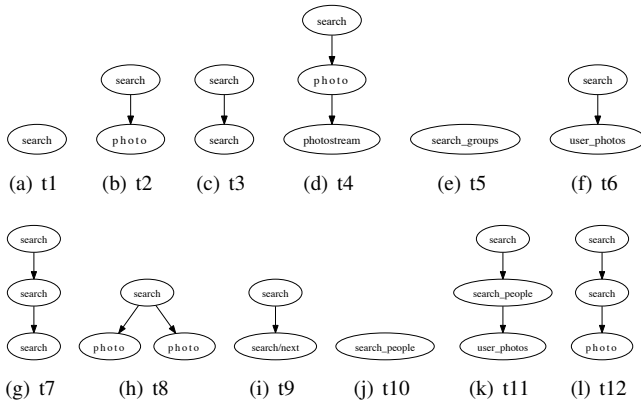 search
search
search
search
photo
search
photo
search
photostream
search_groups
search
user_photos
(a) t1
(b) t2
(c) t3
(d) t4
(e) t5
(f) t6
search
search
search
search
photo
photo
search
search/next
search_people
search
search_people
user_photos
search
search
photo
(g) t7
(h) t8
(i) t9
(j) t10
(k) t11
(l) t12